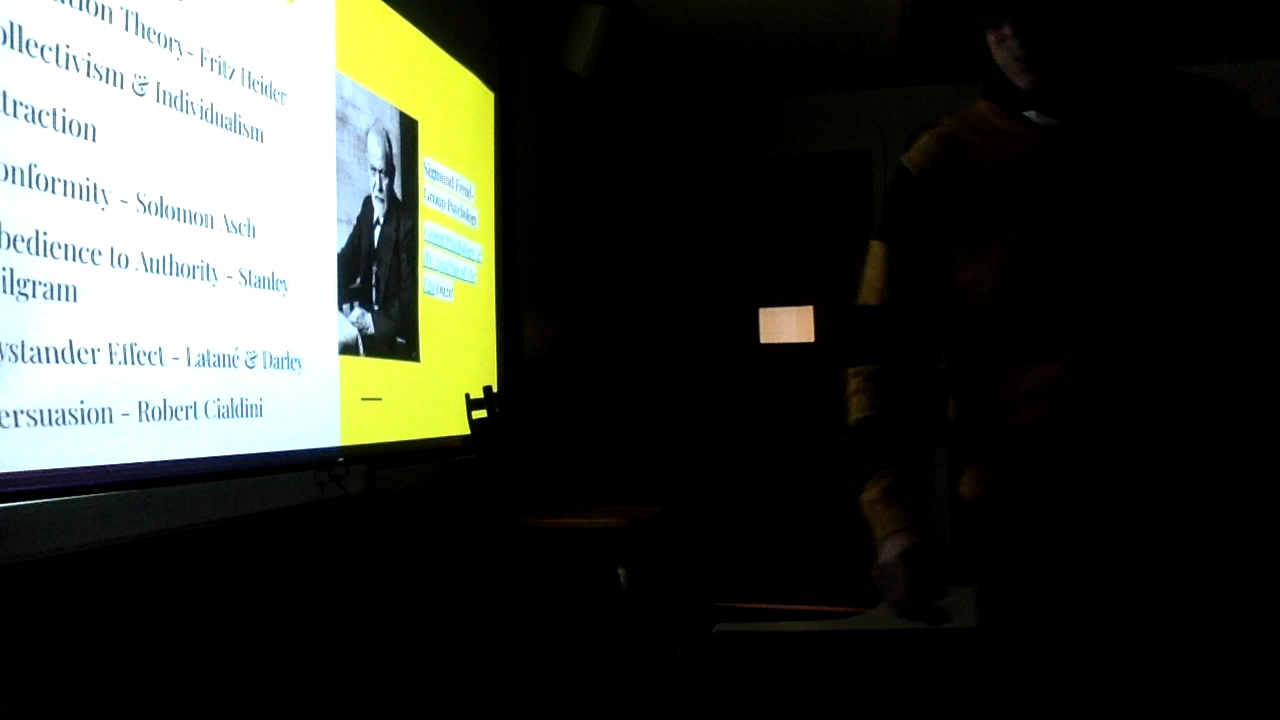 tion Theory- Fritz Heider
ollectivism & Individualism
traction
onformity - Solomon Asch
bedience to Authority - Stanley
ilgram
ystander Effect - Latané & Darley
ersuasion - Robert Cialdini
Sigmund Freud-
Group Psychology